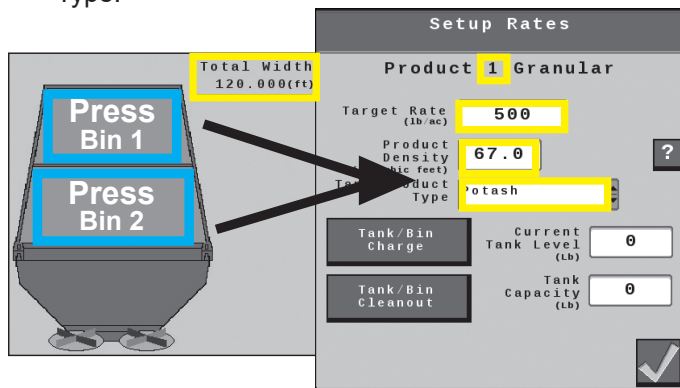 Type.
Setup Rates
Total Width
120.000(ft)
Press
Bin 1
Press
Bin 2
Product 1 Granular
Target Rate
(lb/ac)
500
Product
Density
feet)
67.0
?
Type
Potash
Tank/Bin
Charge
Current
Tank Level
(Lb)
0
Tank/Bin
Cleanout
Tank
Capacity
(Lb)
0